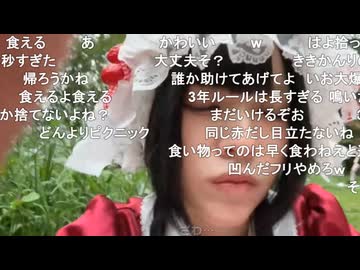 食える あ かわいい w はよ拾っ
秒すぎた 大丈夫そ? ききかんりの
帰ろうかね 誰か助けてあげてよ いお大爆
食えるよ食える 3年ルールは長すぎる 鳴い
まだいけるぞお
か捨てないよね?
どんよりピクニック 同じ赤だし目立たないね
食い物ってのは早く食わねえと
凹んだフリやめろw
そ
ざわ…